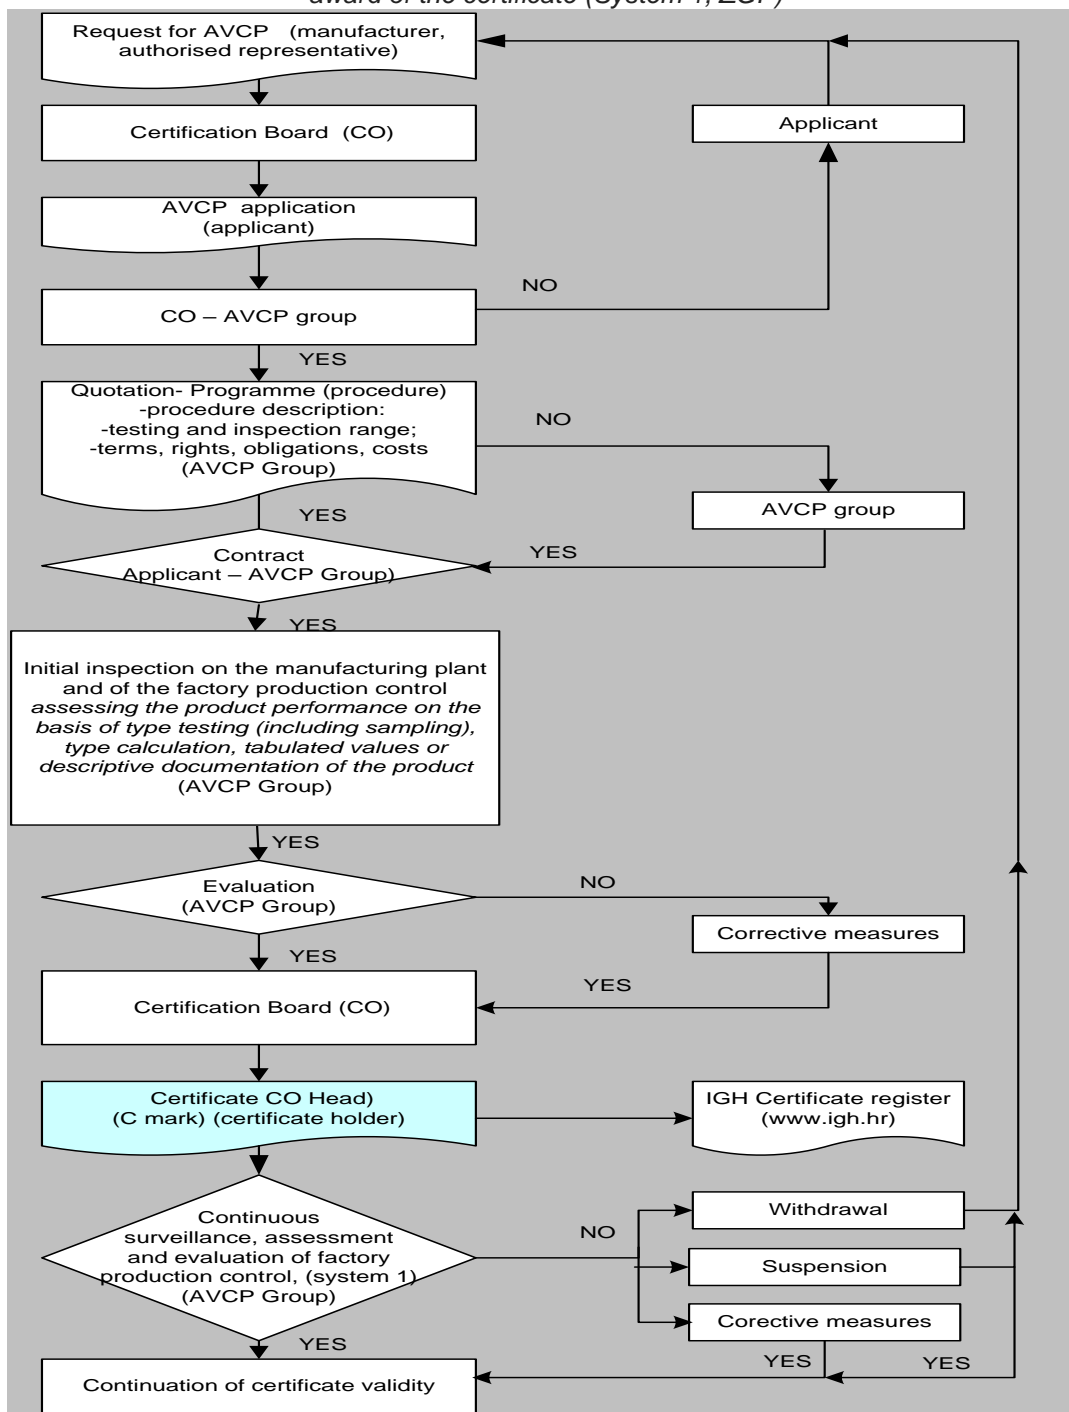 award of the certificate (System 1, ZGP)
Request for AVCP (manufacturer,
authorised representative)
Certification Board (CO)
Applicant
AVCP application
(applicant)
NO
CO – AVCP group
YES
Quotation- Programme (procedure)
-procedure description:
-testing and inspection range;
-terms, rights, obligations, costs
(AVCP Group)
NO
AVCP group
YES
YES
Contract
Applicant – AVCP Group)
YES
Initial inspection on the manufacturing plant
and of the factory production control
assessing the product performance on the
basis of type testing (including sampling),
type calculation, tabulated values or
descriptive documentation of the product
(AVCP Group)
YES
Evaluation
(AVCP Group)
NO
Corrective measures
YES
YES
Certification Board (CO)
Certificate CO Head)
(C mark) (certificate holder)
IGH Certificate register
(www.igh.hr)
Continuous
surveillance, assessment
and evaluation of factory
production control, (system 1)
(AVCP Group)
NO
Withdrawal
Suspension
Corective measures
YES
YES
YES
Continuation of certificate validity